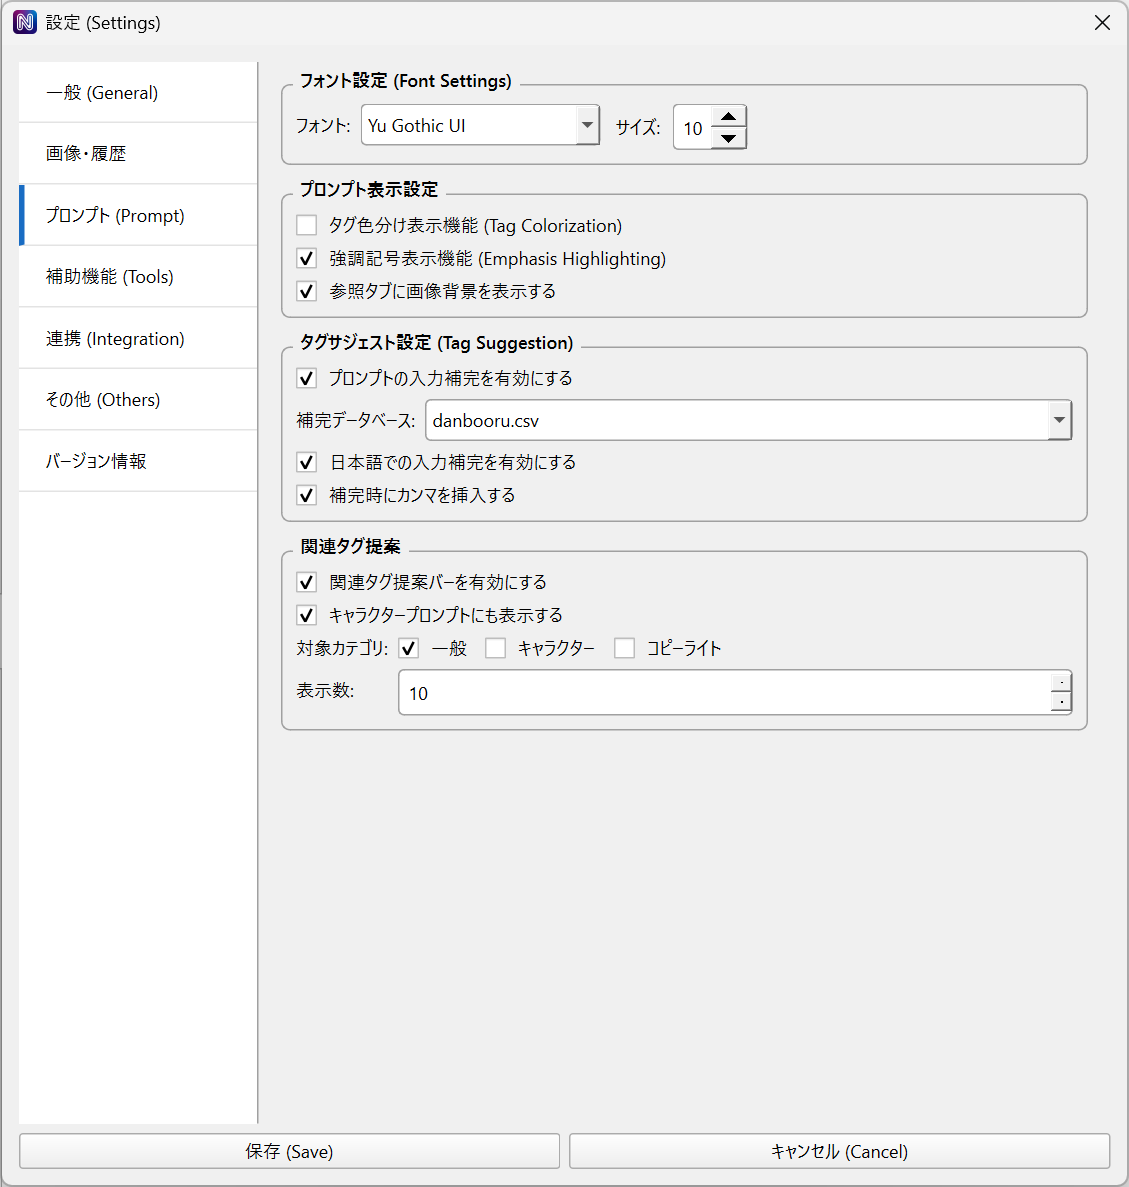 設定 (Settings)
一般 (General)
画像・履歴
プロンプト (Prompt)
補助機能 (Tools)
連携 (Integration)
その他 (Others)
バージョン情報
フォント設定 (Font Settings)
フォント: Yu Gothic UI サイズ: 10
プロンプト表示設定
タグ色分け表示機能 (Tag Colorization)
強調記号表示機能 (Emphasis Highlighting)
参照タブに画像背景を表示する
タグサジェスト設定 (Tag Suggestion)
プロンプトの入力補完を有効にする
補完データベース: danbooru.csv
日本語での入力補完を有効にする
補完時にカンマを挿入する
関連タグ提案
関連タグ提案バーを有効にする
キャラクタープロンプトにも表示する
対象カテゴリ: 一般 キャラクター コピーライト
表示数: 10
保存 (Save) キャンセル (Cancel)